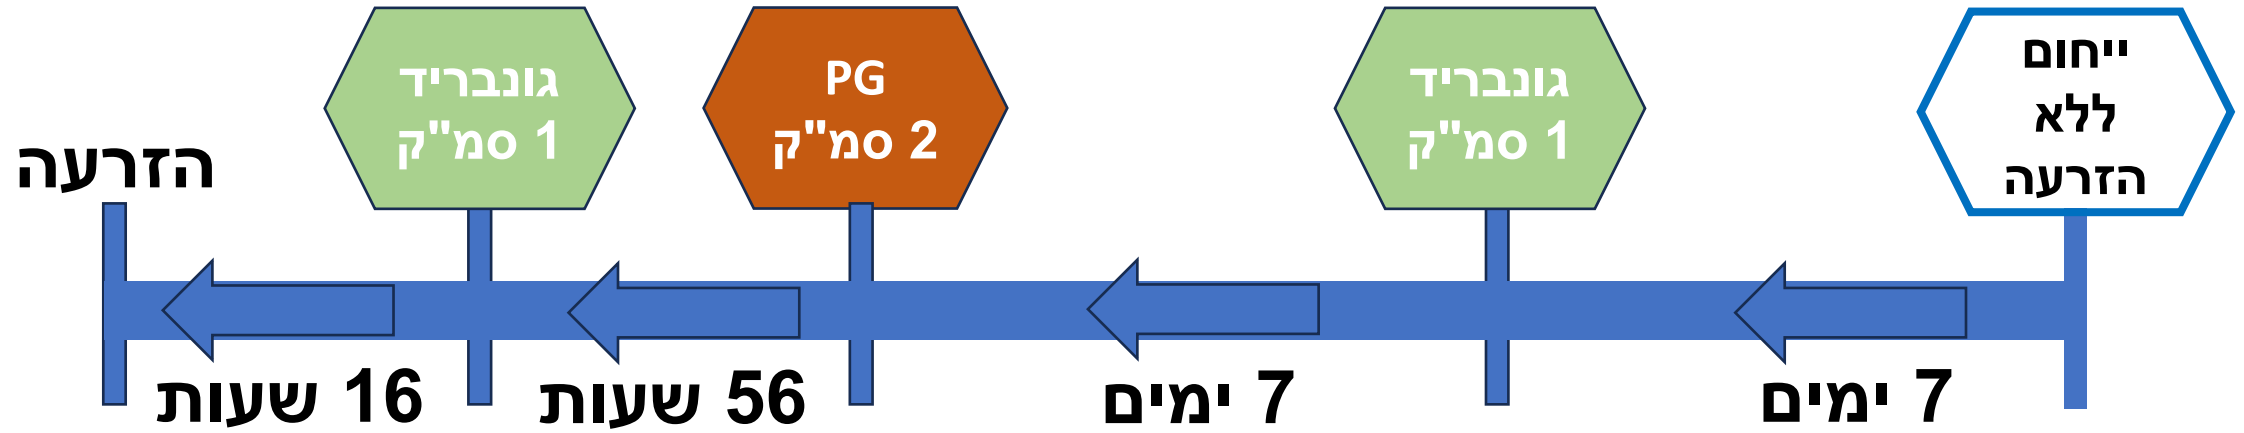 ייחום
ללא
הזרעה
גונבריד
1 סמ"ק
PG
2 סמ"ק
גונבריד
1 סמ"ק
הזרעה
7 ימים
7 ימים
56 שעות
16 שעות